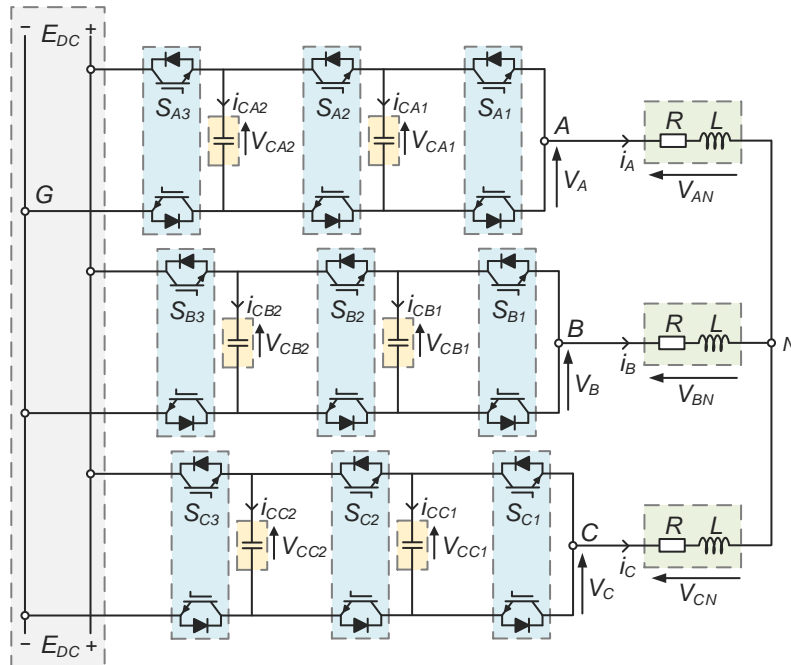 − E_DC +
S_A3 i_CA2 V_CA2 S_A2 i_CA1 V_CA1 S_A1 A V_A i_A R L V_AN
G
S_B3 i_CB2 V_CB2 S_B2 i_CB1 V_CB1 S_B1 B V_B i_B R L V_BN N
S_C3 i_CC2 V_CC2 S_C2 i_CC1 V_CC1 S_C1 C V_C i_C R L V_CN
− E_DC +